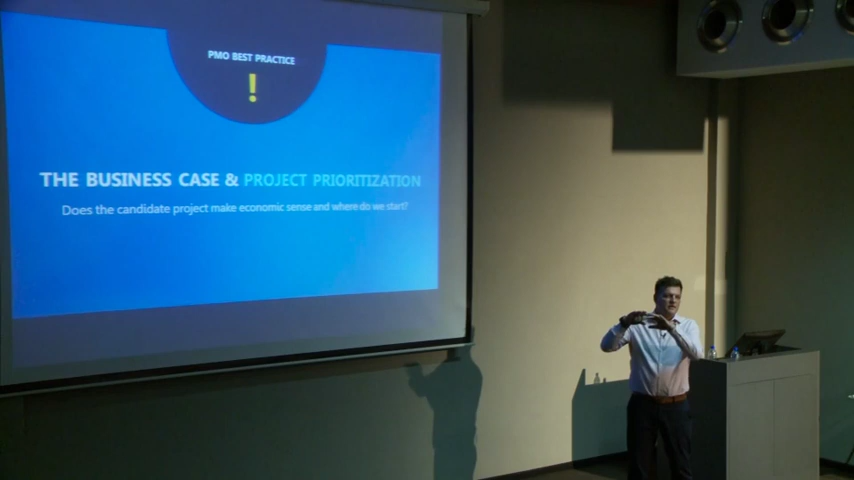 PMO BEST PRACTICE
!
THE BUSINESS CASE & PROJECT PRIORITIZATION
Does the candidate project make economic sense and where do we start?